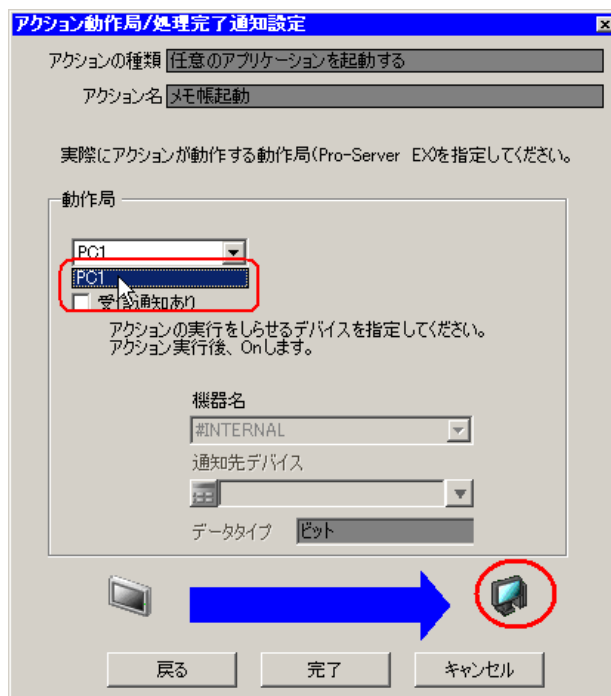 アクション動作局/処理完了通知設定
アクションの種類 任意のアプリケーションを起動する
アクション名 メモ帳起動
実際にアクションが動作する動作局(Pro-Server EX)を指定してください。
動作局
PC1
PC1
受信通知あり
アクションの実行をしらせるデバイスを指定してください。
アクション実行後、Onします。
機器名
#INTERNAL
通知先デバイス
データタイプ ビット
戻る 完了 キャンセル